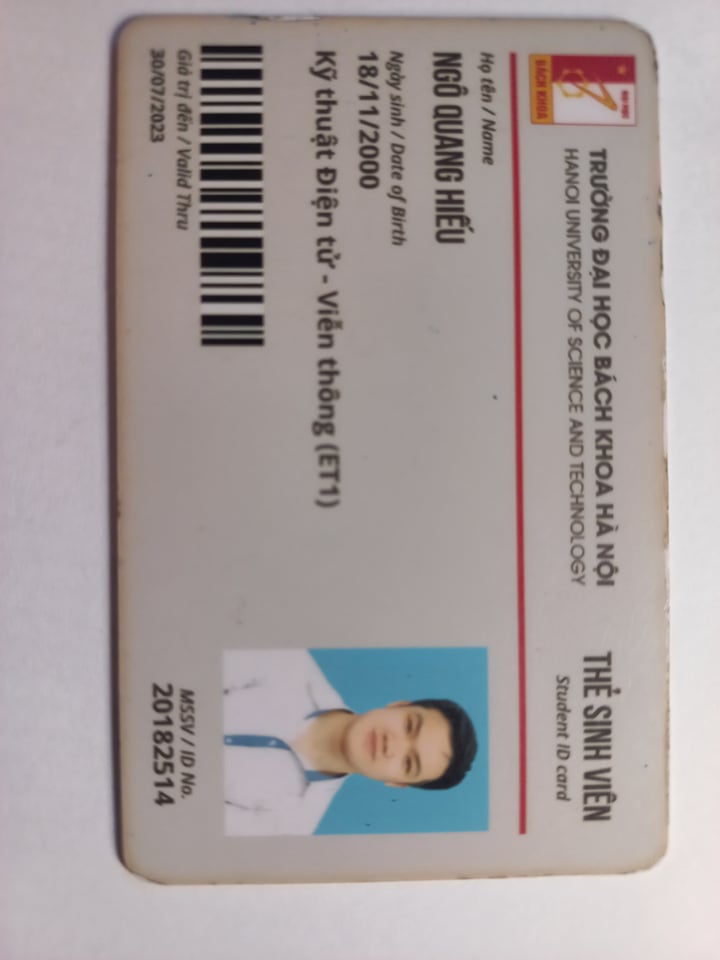 ĐẠI HỌC
BÁCH KHOA
TRƯỜNG ĐẠI HỌC BÁCH KHOA HÀ NỘI
HANOI UNIVERSITY OF SCIENCE AND TECHNOLOGY
THẺ SINH VIÊN
Student ID card
Họ tên / Name
NGÔ QUANG HIẾU
Ngày sinh / Date of Birth
18/11/2000
Kỹ thuật Điện tử - Viễn thông (ET1)
Giá trị đến / Valid Thru
30/07/2023
MSSV / ID No.
20182514